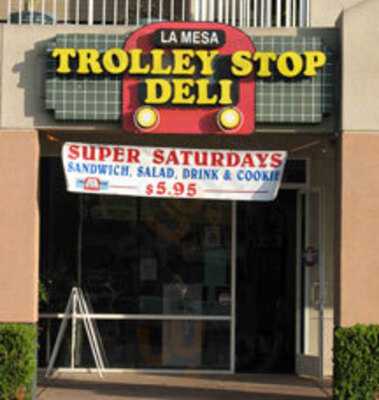 LA MESA
TROLLEY STOP
DELI
SUPER SATURDAYS
SANDWICH, SALAD, DRINK & COOKIE
$5.95